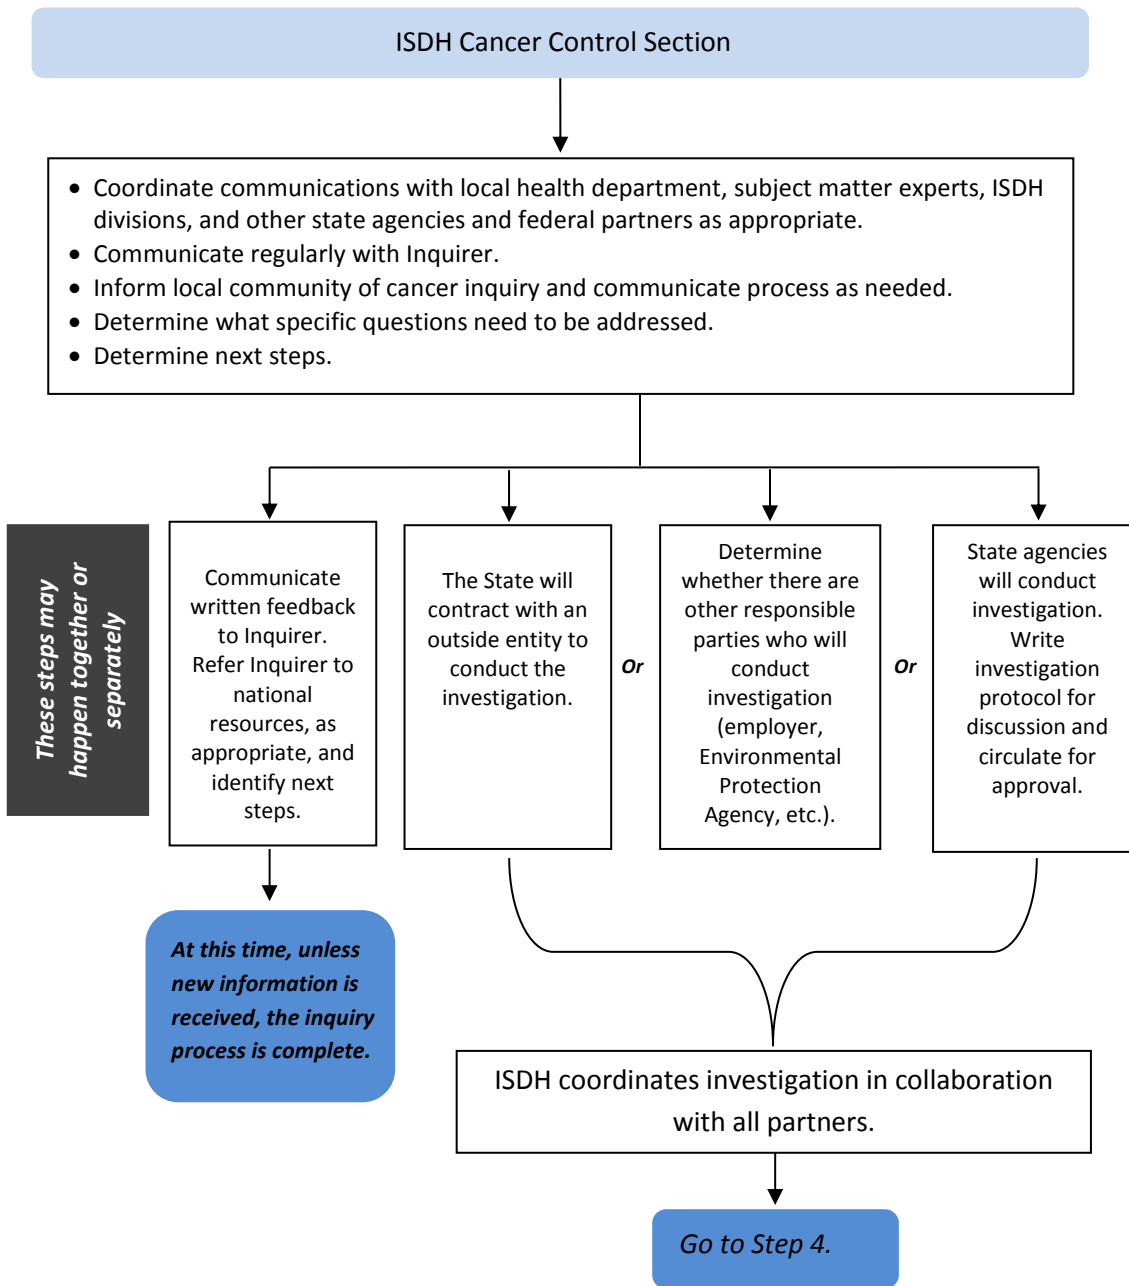 ISDH Cancer Control Section
• Coordinate communications with local health department, subject matter experts, ISDH
divisions, and other state agencies and federal partners as appropriate.
• Communicate regularly with Inquirer.
• Inform local community of cancer inquiry and communicate process as needed.
• Determine what specific questions need to be addressed.
• Determine next steps.
These steps may
happen together or
separately
Communicate
written feedback
to Inquirer.
Refer Inquirer to
national
resources, as
appropriate, and
identify next
steps.
The State will
contract with an
outside entity to
conduct the
investigation.
Or
Determine
whether there are
other responsible
parties who will
conduct
investigation
(employer,
Environmental
Protection
Agency, etc.).
Or
State agencies
will conduct
investigation.
Write
investigation
protocol for
discussion and
circulate for
approval.
At this time, unless
new information is
received, the inquiry
process is complete.
ISDH coordinates investigation in collaboration
with all partners.
Go to Step 4.